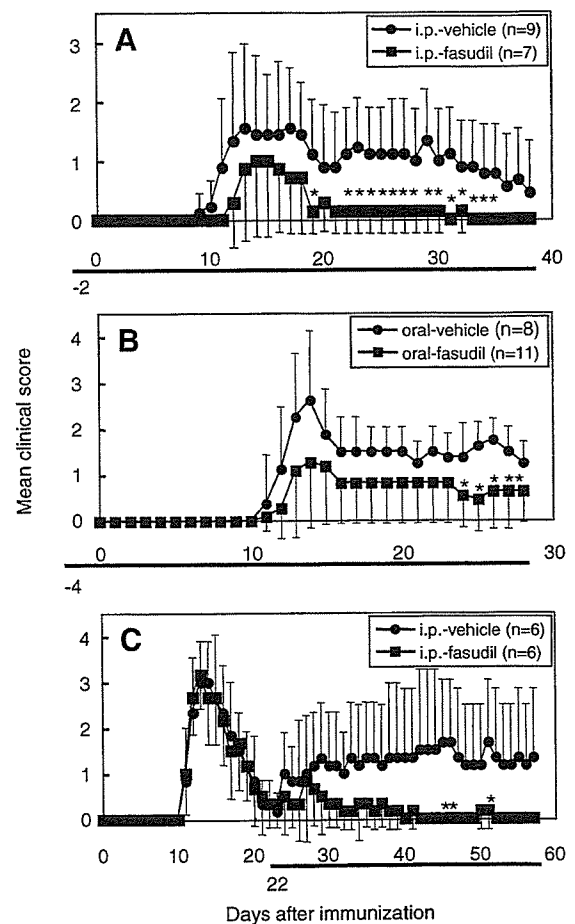 A
i.p.-vehicle (n=9)
i.p.-fasudil (n=7)
3
2
1
0
* ******* ** * ***
0 10 20 30 40
-2
B
oral-vehicle (n=8)
oral-fasudil (n=11)
4
3
2
1
0
* * * **
0 10 20 30
-4
Mean clinical score
C
i.p.-vehicle (n=6)
i.p.-fasudil (n=6)
4
3
2
1
0
** *
0 10 20 30 40 50 60
22
Days after immunization